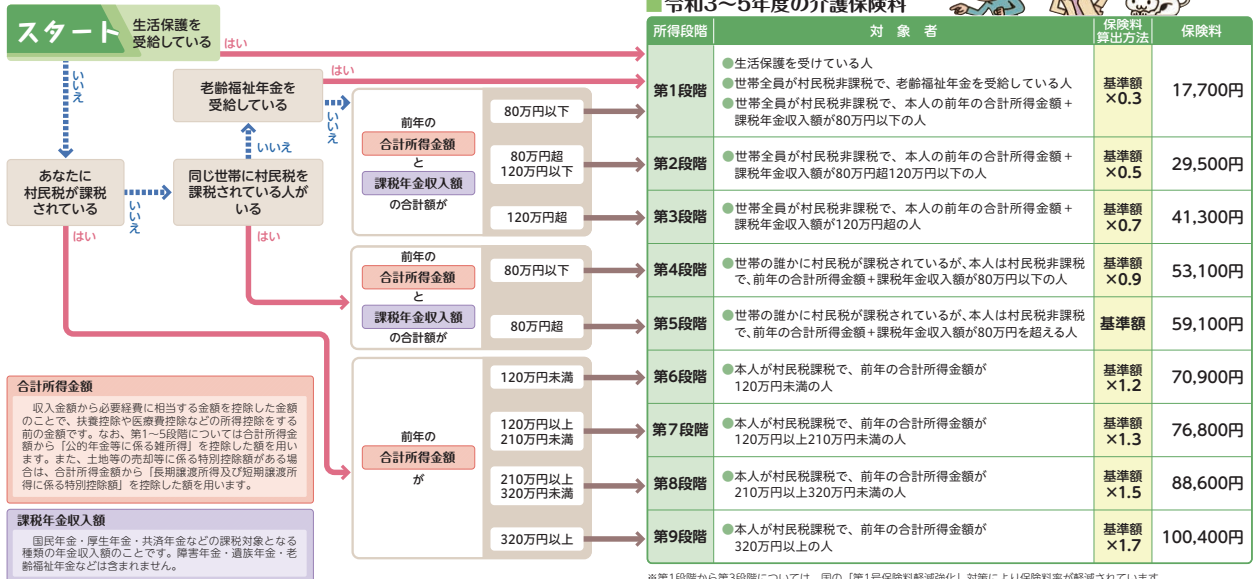 スタート
生活保護を
受給している
はい
いいえ
老齢福祉年金を
受給している
はい
いいえ
あなたに
村民税が課税
されている
いいえ
はい
同じ世帯に村民税を
課税されている人が
いる
いいえ
はい
前年の
合計所得金額
と
課税年金収入額
の合計額が
80万円以下
80万円超
120万円以下
120万円超
前年の
合計所得金額
と
課税年金収入額
の合計額が
80万円以下
80万円超
前年の
合計所得金額
が
120万円未満
120万円以上
210万円未満
210万円以上
320万円未満
320万円以上
合計所得金額
収入金額から必要経費に相当する金額を控除した金額
のことで、扶養控除や医療費控除などの所得控除をする
前の金額です。なお、第1〜5段階については合計所得金
額から「公的年金等に係る雑所得」を控除した額を用い
ます。また、土地等の売却等に係る特別控除額がある場
合は、合計所得金額から「長期譲渡所得及び短期譲渡所
得に係る特別控除額」を控除した額を用います。
課税年金収入額
国民年金・厚生年金・共済年金などの課税対象となる
種類の年金収入額のことです。障害年金・遺族年金・老
齢福祉年金などは含まれません。
■令和3〜5年度の介護保険料
所得段階 対象者 保険料
算出方法 保険料
第1段階
●生活保護を受けている人
●世帯全員が村民税非課税で、老齢福祉年金を受給している人
●世帯全員が村民税非課税で、本人の前年の合計所得金額+
課税年金収入額が80万円以下の人
基準額
×0.3
17,700円
第2段階
●世帯全員が村民税非課税で、本人の前年の合計所得金額+
課税年金収入額が80万円超120万円以下の人
基準額
×0.5
29,500円
第3段階
●世帯全員が村民税非課税で、本人の前年の合計所得金額+
課税年金収入額が120万円超の人
基準額
×0.7
41,300円
第4段階
●世帯の誰かに村民税が課税されているが、本人は村民税非課税
で、前年の合計所得金額+課税年金収入額が80万円以下の人
基準額
×0.9
53,100円
第5段階
●世帯の誰かに村民税が課税されているが、本人は村民税非課税
で、前年の合計所得金額+課税年金収入額が80万円を超える人
基準額
59,100円
第6段階
●本人が村民税課税で、前年の合計所得金額が
120万円未満の人
基準額
×1.2
70,900円
第7段階
●本人が村民税課税で、前年の合計所得金額が
120万円以上210万円未満の人
基準額
×1.3
76,800円
第8段階
●本人が村民税課税で、前年の合計所得金額が
210万円以上320万円未満の人
基準額
×1.5
88,600円
第9段階
●本人が村民税課税で、前年の合計所得金額が
320万円以上の人
基準額
×1.7
100,400円
※第1段階から第3段階については、国の「第1号保険料軽減強化」対策により保険料率が軽減されています。